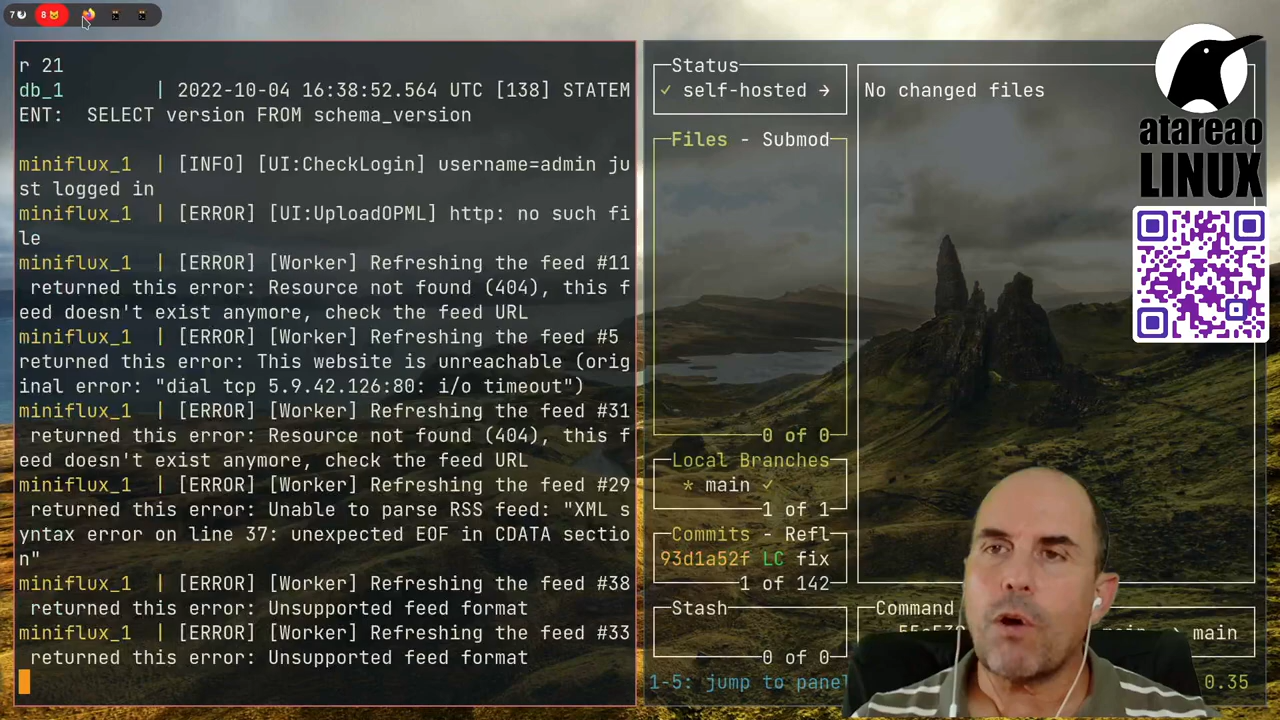 7
8
r 21
db_1         | 2022-10-04 16:38:52.564 UTC [138] STATEM
ENT:  SELECT version FROM schema_version
miniflux_1  | [INFO] [UI:CheckLogin] username=admin ju
st logged in
miniflux_1  | [ERROR] [UI:UploadOPML] http: no such fi
le
miniflux_1  | [ERROR] [Worker] Refreshing the feed #11
 returned this error: Resource not found (404), this f
eed doesn't exist anymore, check the feed URL
miniflux_1  | [ERROR] [Worker] Refreshing the feed #5
returned this error: This website is unreachable (orig
inal error: "dial tcp 5.9.42.126:80: i/o timeout")
miniflux_1  | [ERROR] [Worker] Refreshing the feed #31
 returned this error: Resource not found (404), this f
eed doesn't exist anymore, check the feed URL
miniflux_1  | [ERROR] [Worker] Refreshing the feed #29
 returned this error: Unable to parse RSS feed: "XML s
yntax error on line 37: unexpected EOF in CDATA sectio
n"
miniflux_1  | [ERROR] [Worker] Refreshing the feed #38
 returned this error: Unsupported feed format
miniflux_1  | [ERROR] [Worker] Refreshing the feed #33
 returned this error: Unsupported feed format
Status
✓ self-hosted →
Files - Submod
0 of 0
Local Branches
* main ✓
1 of 1
Commits - Refl
93d1a52f LC fix
1 of 142
Stash
0 of 0
1-5: jump to panel
No changed files
Command
→ main
0.35
atareao
LINUX